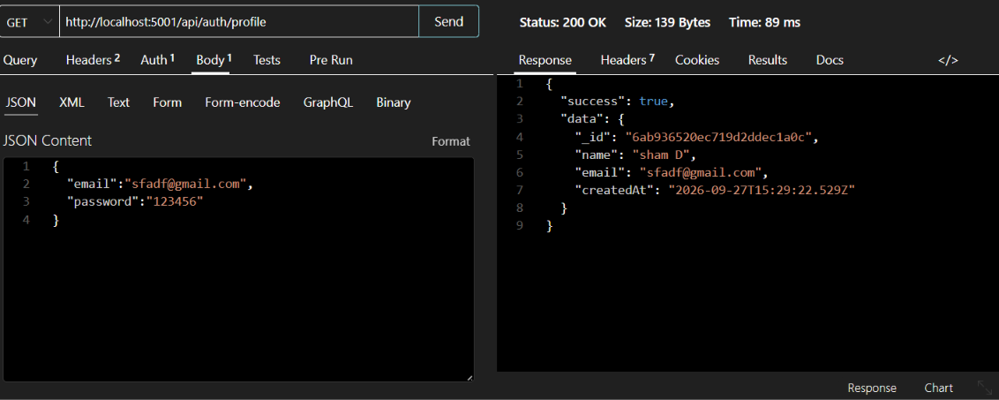 GET http://localhost:5001/api/auth/profile Send
Query Headers 2 Auth 1 Body 1 Tests Pre Run
JSON XML Text Form Form-encode GraphQL Binary
JSON Content Format
1 {
2 "email":"sfadf@gmail.com",
3 "password":"123456"
4 }
Status: 200 OK Size: 139 Bytes Time: 89 ms
Response Headers 7 Cookies Results Docs </>
1 {
2 "success": true,
3 "data": {
4 "_id": "6ab936520ec719d2ddec1a0c",
5 "name": "sham D",
6 "email": "sfadf@gmail.com",
7 "createdAt": "2026-09-27T15:29:22.529Z"
8 }
9 }
Response Chart